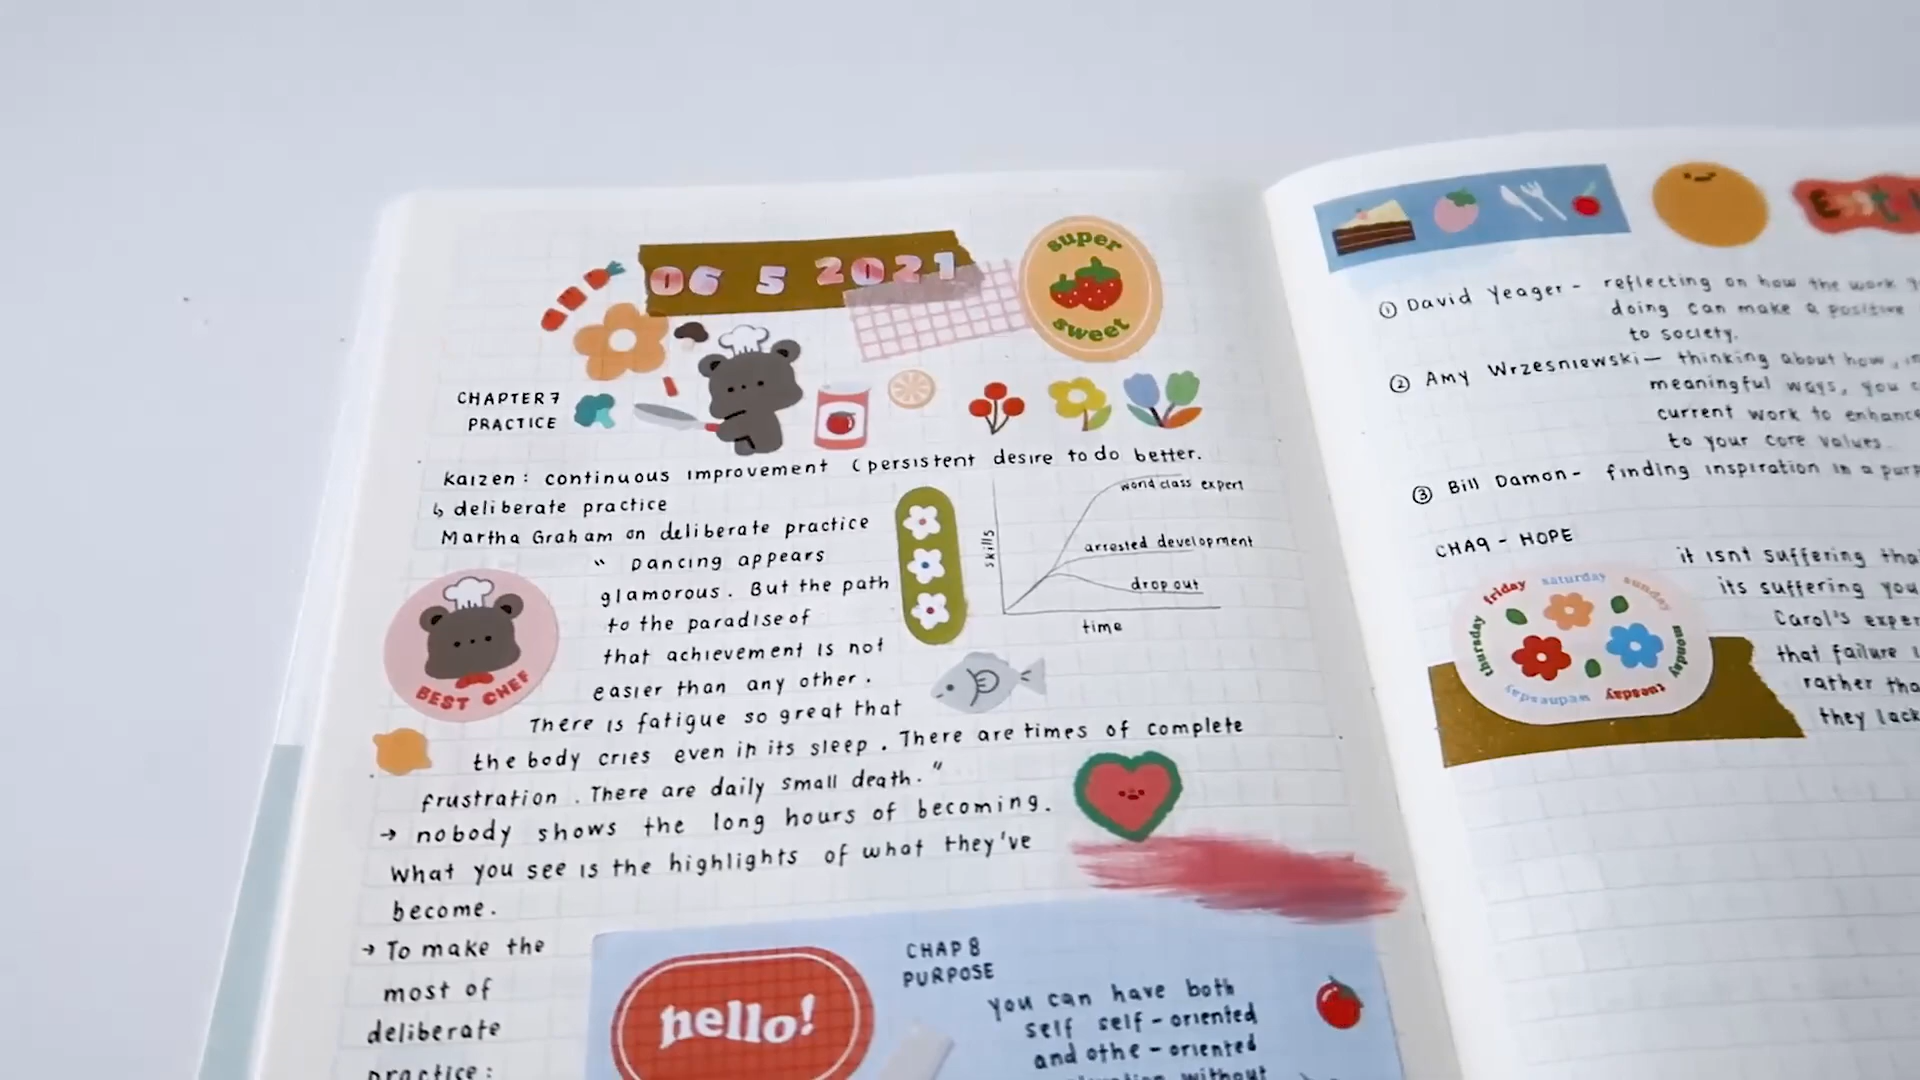 06 5 2021
super
sweet
CHAPTER 7
PRACTICE
Kaizen: continuous improvement (persistent desire to do better.
↳ deliberate practice
Martha Graham on deliberate practice
" Dancing appears
glamorous. But the path
to the paradise of
that achievement is not
easier than any other.
There is fatigue so great that
the body cries even in its sleep. There are times of complete
frustration. There are daily small death."
→ nobody shows the long hours of becoming.
What you see is the highlights of what they've
become.
→ To make the
most of
deliberate
practice:
BEST CHEF
skills
world class expert
arrested development
drop out
time
hello!
CHAP 8
PURPOSE
You can have both
self self-oriented
and othe-oriented
without
① David Yeager - reflecting on how the work
doing can make a positive
to society.
② Amy Wrzesniewski — thinking about how,
meaningful ways, you
current work to enhance
to your core values.
③ Bill Damon - finding inspiration in a
CHA9 - HOPE
it isnt suffering
its suffering you
Carol's
that failure
rather
they lack
friday saturday sunday monday tuesday wednesday thursday